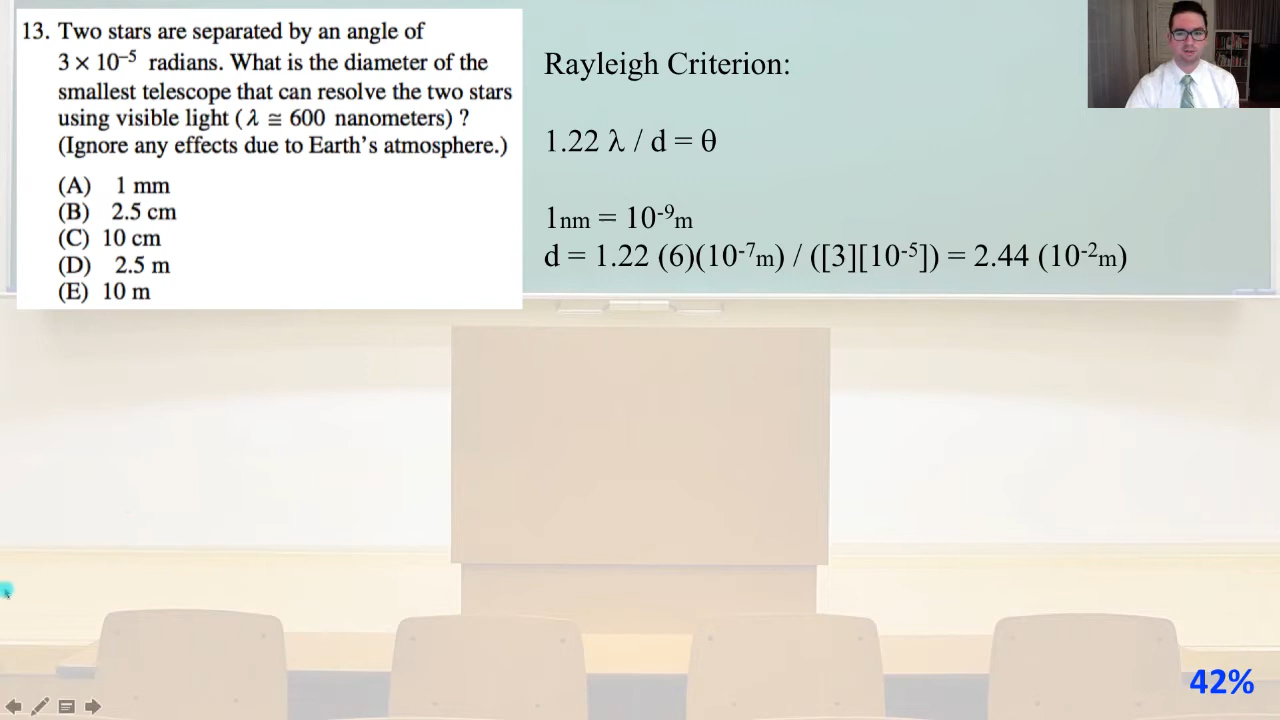 13. Two stars are separated by an angle of
3 × 10⁻⁵ radians. What is the diameter of the
smallest telescope that can resolve the two stars
using visible light ( λ ≅ 600 nanometers) ?
(Ignore any effects due to Earth's atmosphere.)
(A) 1 mm
(B) 2.5 cm
(C) 10 cm
(D) 2.5 m
(E) 10 m
Rayleigh Criterion:
1.22 λ / d = θ
1nm = 10⁻⁹m
d = 1.22 (6)(10⁻⁷m) / ([3][10⁻⁵]) = 2.44 (10⁻²m)
42%